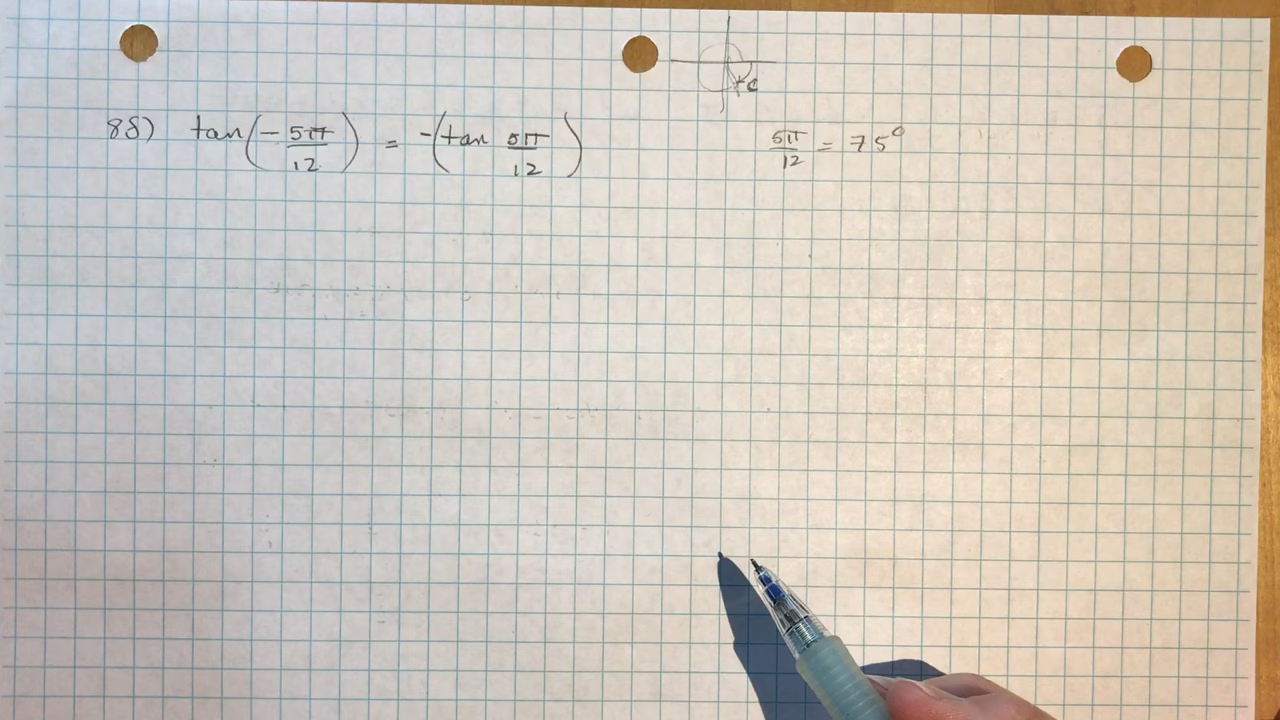 C
88) tan(-5π/12) = -(tan 5π/12) 5π/12 = 75°